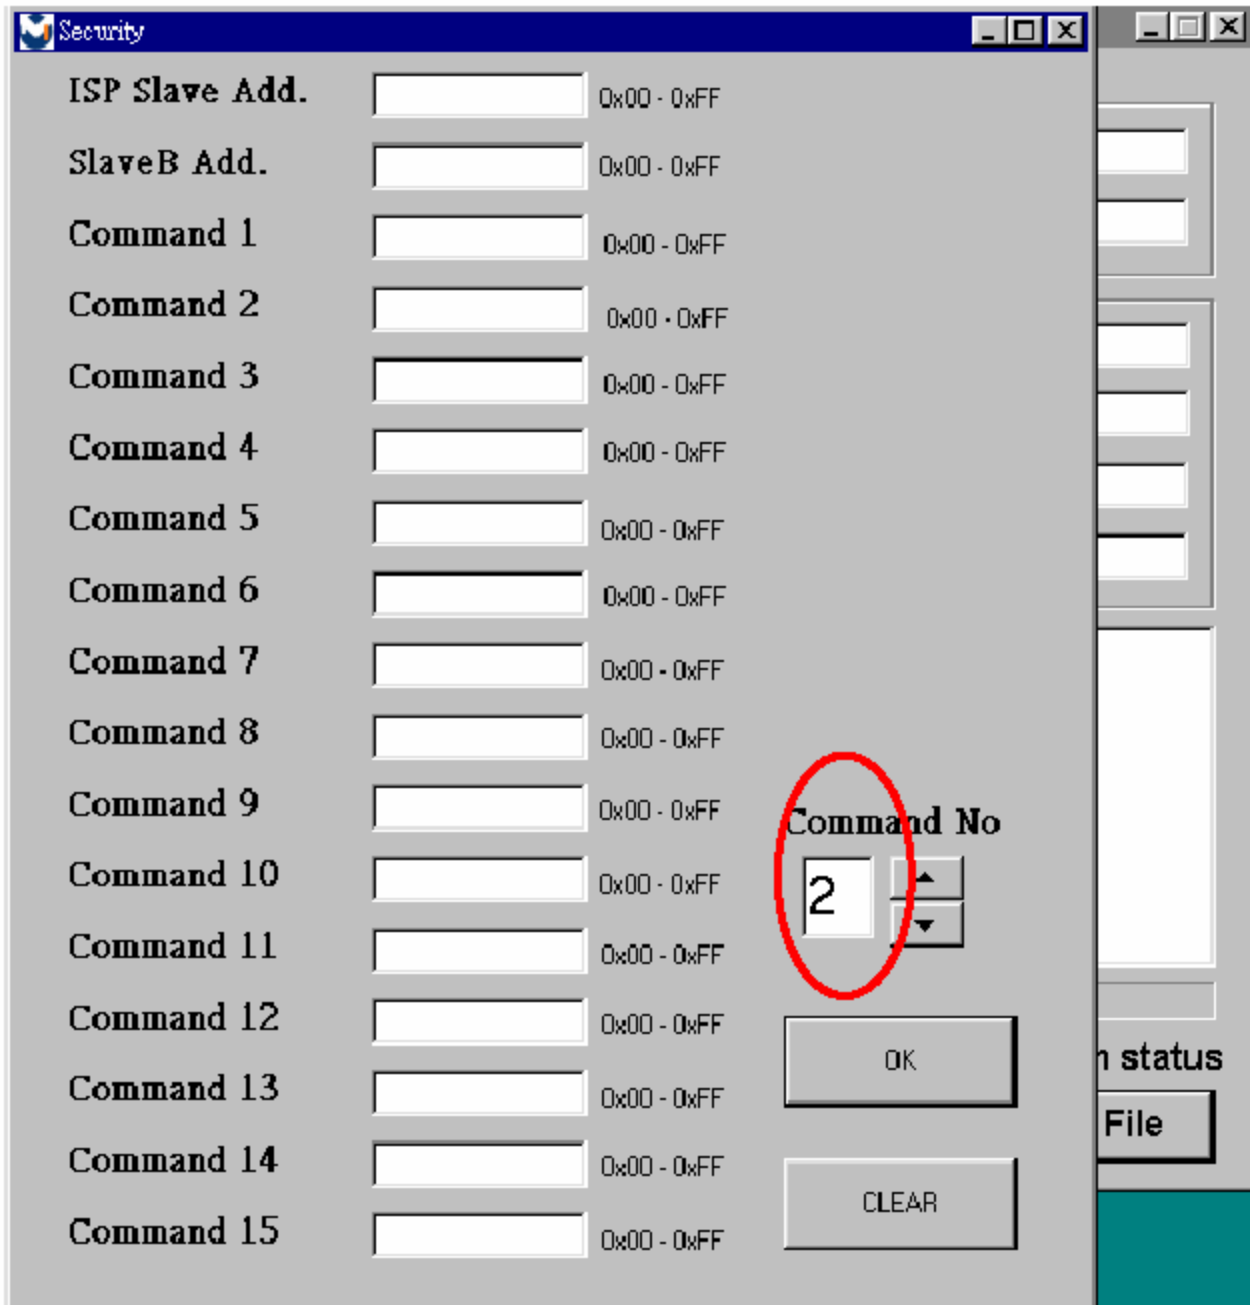 Security
ISP Slave Add. 0x00 - 0xFF
SlaveB Add. 0x00 - 0xFF
Command 1 0x00 - 0xFF
Command 2 0x00 - 0xFF
Command 3 0x00 - 0xFF
Command 4 0x00 - 0xFF
Command 5 0x00 - 0xFF
Command 6 0x00 - 0xFF
Command 7 0x00 - 0xFF
Command 8 0x00 - 0xFF
Command 9 0x00 - 0xFF
Command No
Command 10 0x00 - 0xFF
2
Command 11 0x00 - 0xFF
Command 12 0x00 - 0xFF
OK
status
Command 13 0x00 - 0xFF
File
Command 14 0x00 - 0xFF
CLEAR
Command 15 0x00 - 0xFF